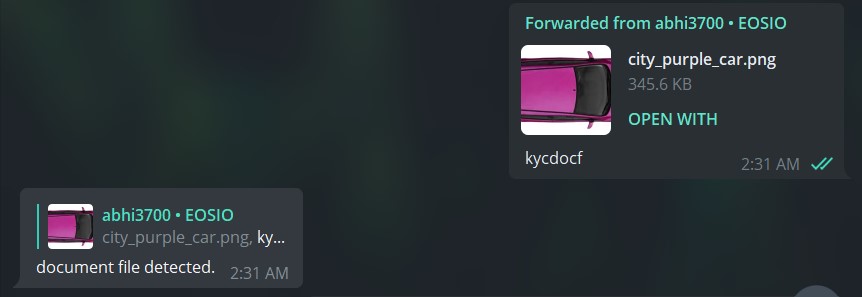 Forwarded from abhi3700 • EOSIO
city_purple_car.png
345.6 KB
OPEN WITH
kycdocf
2:31 AM
abhi3700 • EOSIO
city_purple_car.png, ky...
document file detected.
2:31 AM